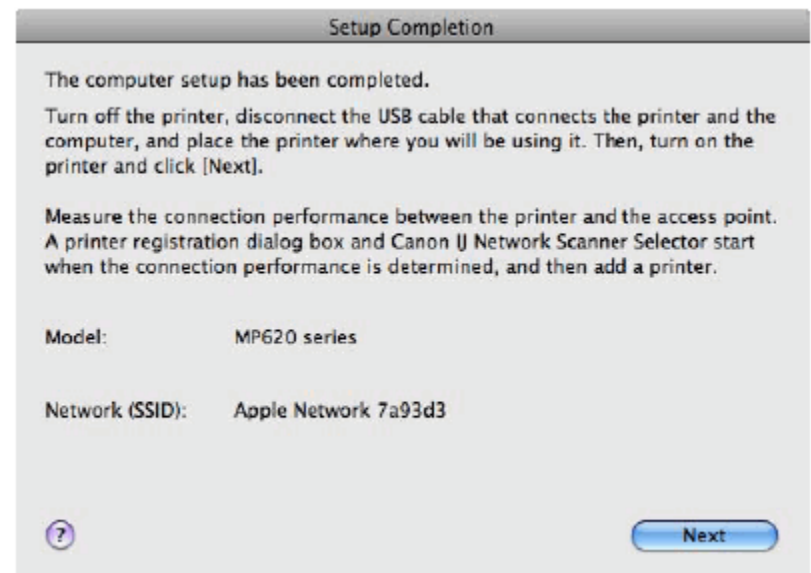 Setup Completion
The computer setup has been completed.
Turn off the printer, disconnect the USB cable that connects the printer and the
computer, and place the printer where you will be using it. Then, turn on the
printer and click [Next].
Measure the connection performance between the printer and the access point.
A printer registration dialog box and Canon IJ Network Scanner Selector start
when the connection performance is determined, and then add a printer.
Model: MP620 series
Network (SSID): Apple Network 7a93d3
?
Next